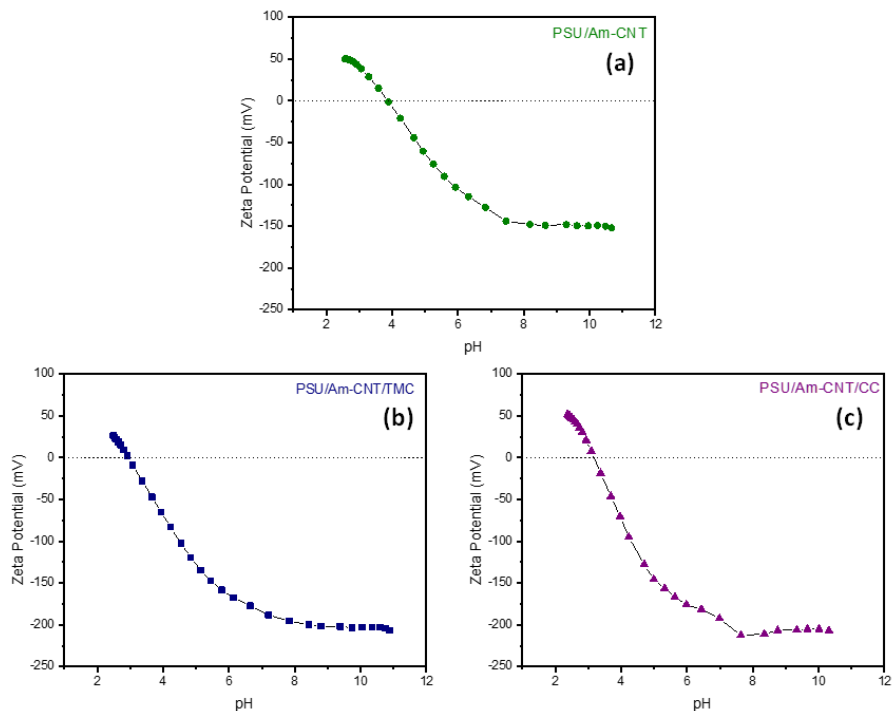 PSU/Am-CNT
(a)
Zeta Potential (mV)
100
50
0
-50
-100
-150
-200
-250
2 4 6 8 10 12
pH
PSU/Am-CNT/TMC
(b)
Zeta Potential (mV)
100
50
0
-50
-100
-150
-200
-250
2 4 6 8 10 12
pH
PSU/Am-CNT/CC
(c)
Zeta Potential (mV)
100
50
0
-50
-100
-150
-200
-250
2 4 6 8 10 12
pH